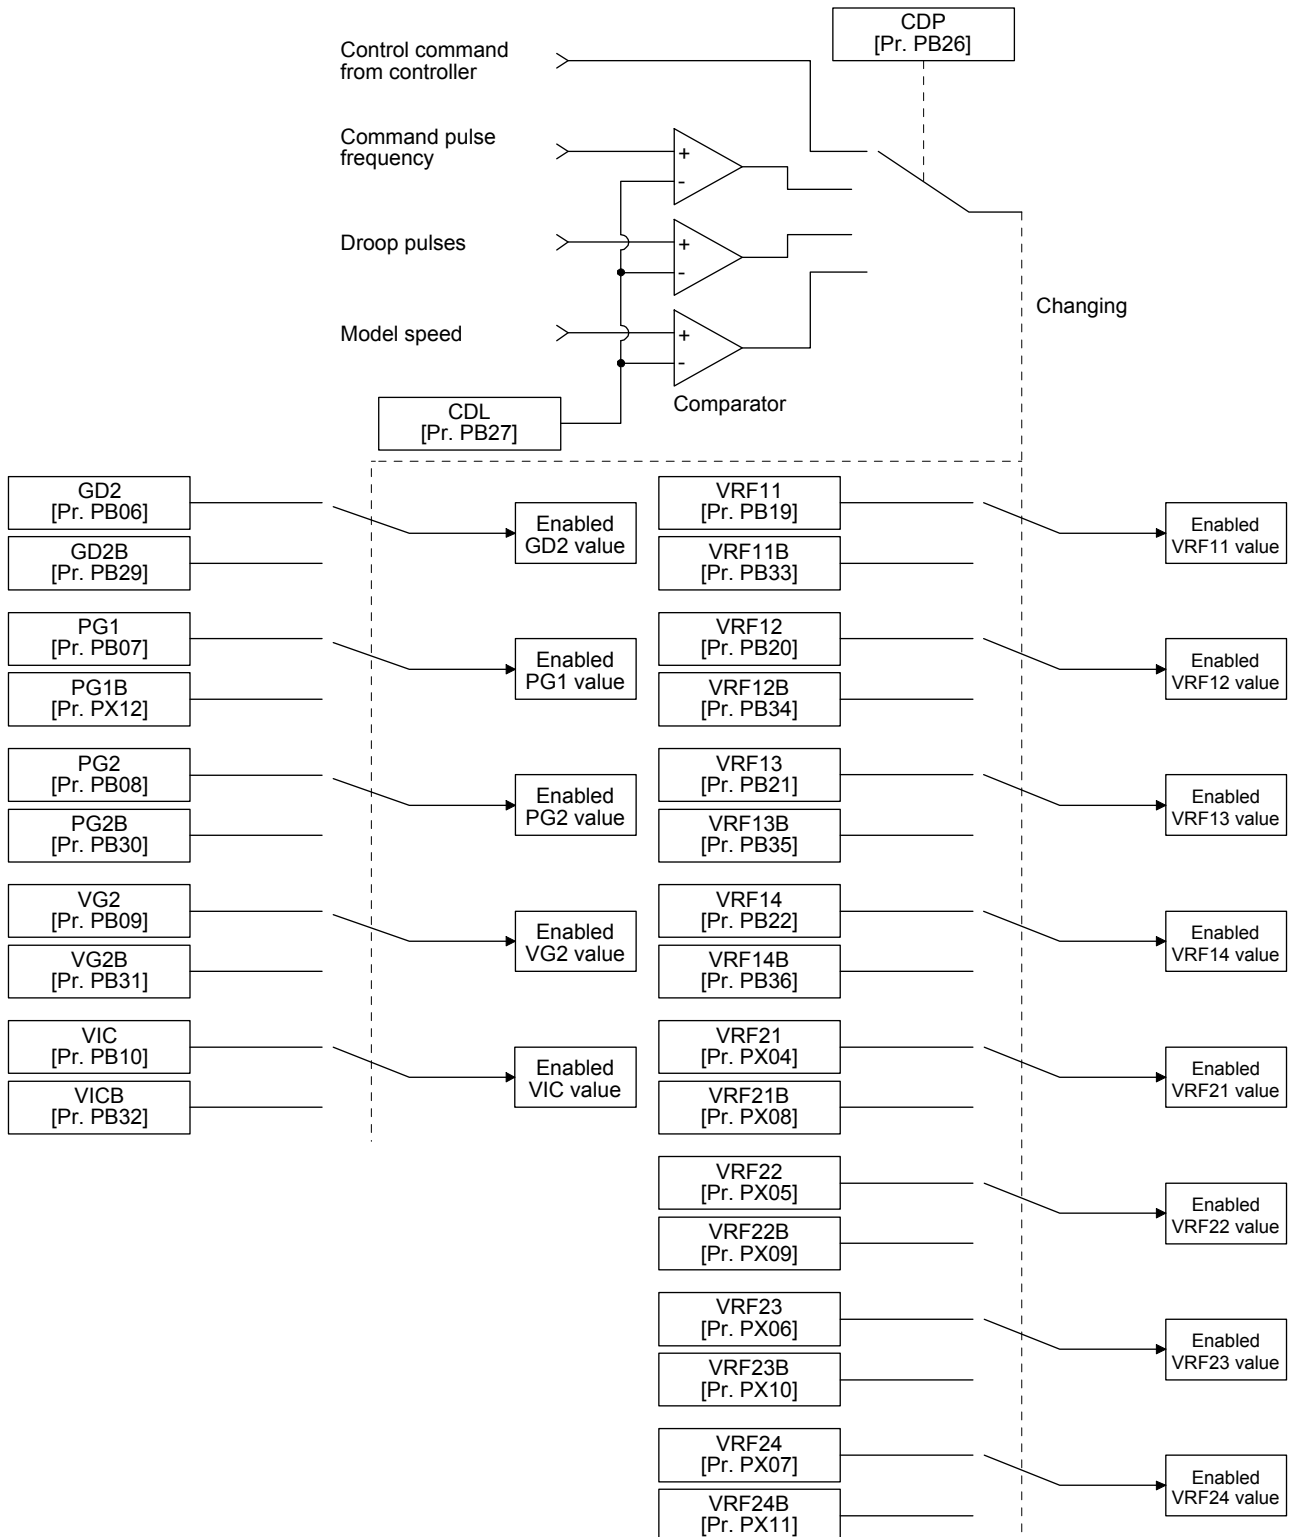 CDP
[Pr. PB26]
Control command
from controller
Command pulse
frequency
+
-
Droop pulses
+
-
Changing
Model speed
+
-
Comparator
CDL
[Pr. PB27]
GD2
[Pr. PB06]
GD2B
[Pr. PB29]
Enabled
GD2 value
PG1
[Pr. PB07]
PG1B
[Pr. PX12]
Enabled
PG1 value
PG2
[Pr. PB08]
PG2B
[Pr. PB30]
Enabled
PG2 value
VG2
[Pr. PB09]
VG2B
[Pr. PB31]
Enabled
VG2 value
VIC
[Pr. PB10]
VICB
[Pr. PB32]
Enabled
VIC value
VRF11
[Pr. PB19]
VRF11B
[Pr. PB33]
Enabled
VRF11 value
VRF12
[Pr. PB20]
VRF12B
[Pr. PB34]
Enabled
VRF12 value
VRF13
[Pr. PB21]
VRF13B
[Pr. PB35]
Enabled
VRF13 value
VRF14
[Pr. PB22]
VRF14B
[Pr. PB36]
Enabled
VRF14 value
VRF21
[Pr. PX04]
VRF21B
[Pr. PX08]
Enabled
VRF21 value
VRF22
[Pr. PX05]
VRF22B
[Pr. PX09]
Enabled
VRF22 value
VRF23
[Pr. PX06]
VRF23B
[Pr. PX10]
Enabled
VRF23 value
VRF24
[Pr. PX07]
VRF24B
[Pr. PX11]
Enabled
VRF24 value